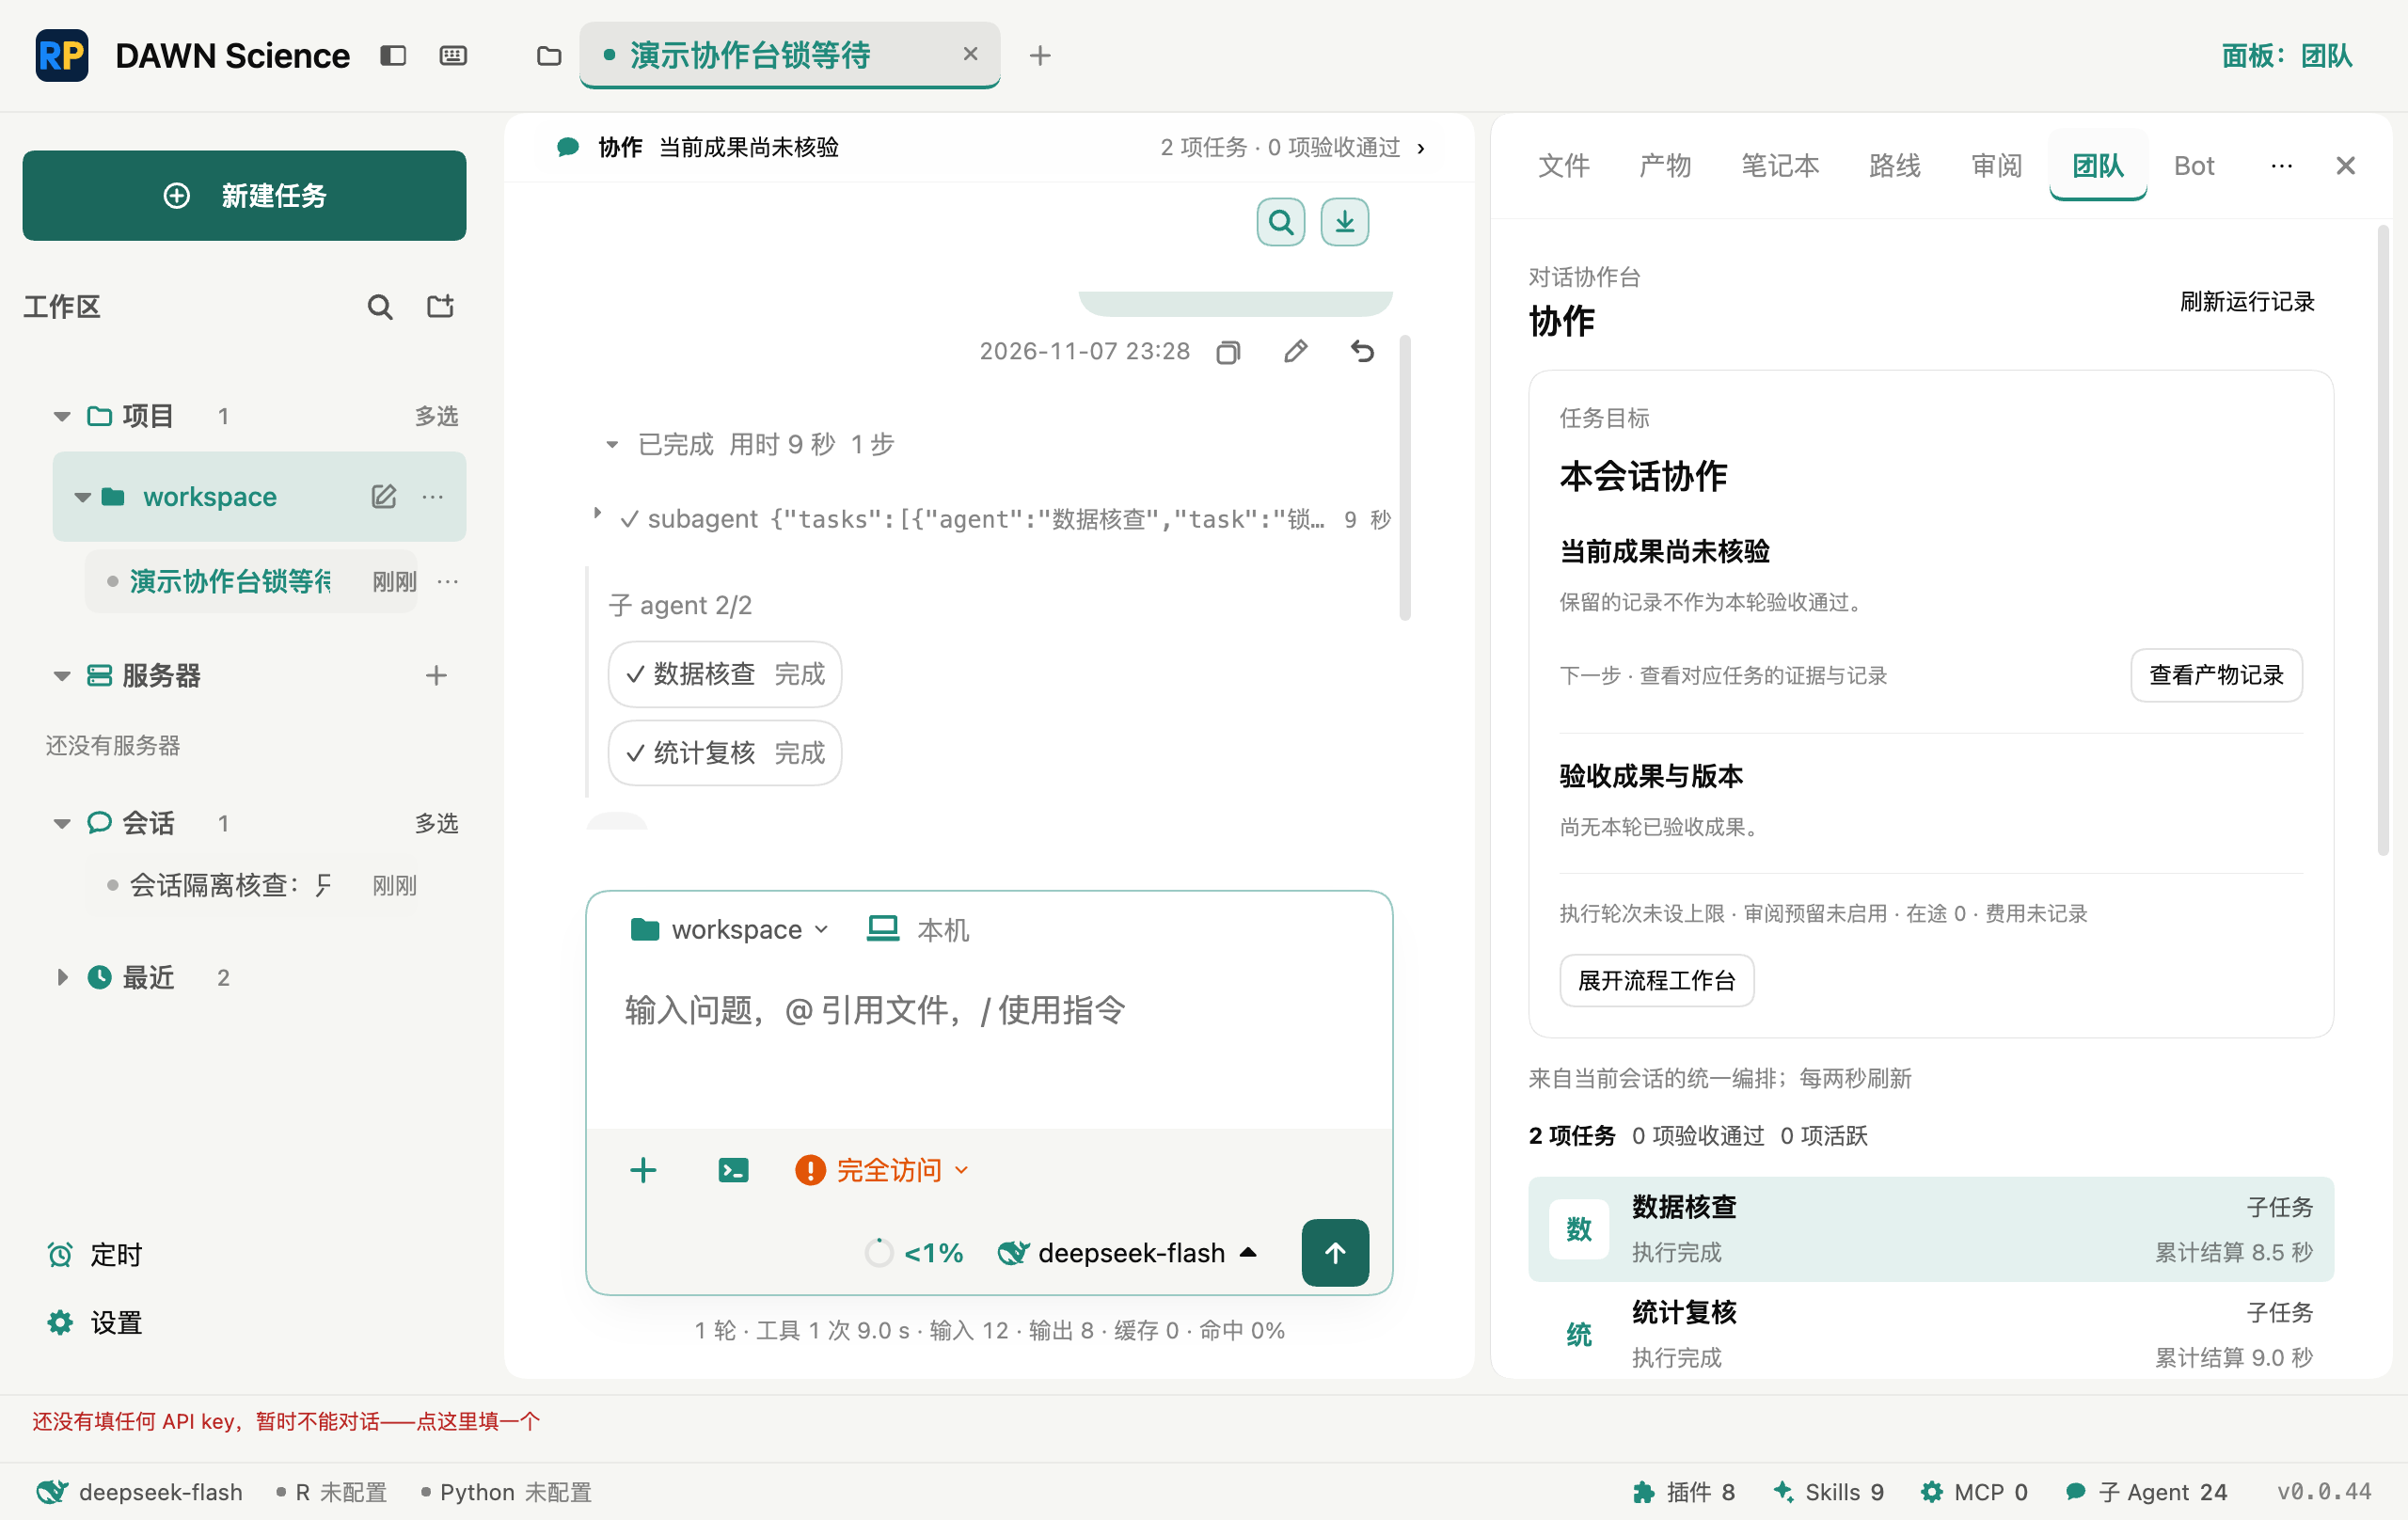 RP DAWN Science
演示协作台锁等待
面板：团队
新建任务
工作区
项目 1 多选
workspace
演示协作台锁等待 刚刚
服务器
还没有服务器
会话 1 多选
会话隔离核查： 刚刚
最近 2
定时
设置
协作 当前成果尚未核验 2 项任务 · 0 项验收通过
2026-11-07 23:28
已完成 用时 9 秒 1 步
subagent {"tasks":[{"agent":"数据核查","task":"锁… 9 秒
子 agent 2/2
数据核查 完成
统计复核 完成
workspace 本机
输入问题，@ 引用文件，/ 使用指令
完全访问
<1% deepseek-flash
1 轮 · 工具 1 次 9.0 s · 输入 12 · 输出 8 · 缓存 0 · 命中 0%
文件 产物 笔记本 路线 审阅 团队 Bot ···
对话协作台
协作
刷新运行记录
任务目标
本会话协作
当前成果尚未核验
保留的记录不作为本轮验收通过。
下一步 · 查看对应任务的证据与记录 查看产物记录
验收成果与版本
尚无本轮已验收成果。
执行轮次未设上限 · 审阅预留未启用 · 在途 0 · 费用未记录
展开流程工作台
来自当前会话的统一编排；每两秒刷新
2 项任务 0 项验收通过 0 项活跃
数 数据核查 子任务
执行完成 累计结算 8.5 秒
统 统计复核 子任务
执行完成 累计结算 9.0 秒
还没有填任何 API key，暂时不能对话——点这里填一个
deepseek-flash R 未配置 Python 未配置
插件 8 Skills 9 MCP 0 子 Agent 24 v0.0.44